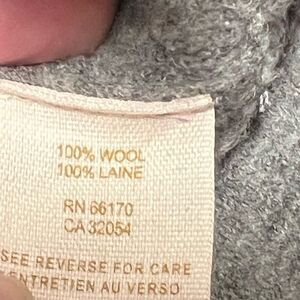 100% WOOL
100% LAINE
RN 66170
CA 32054
SEE REVERSE FOR CARE
ENTRETIEN AU VERSO